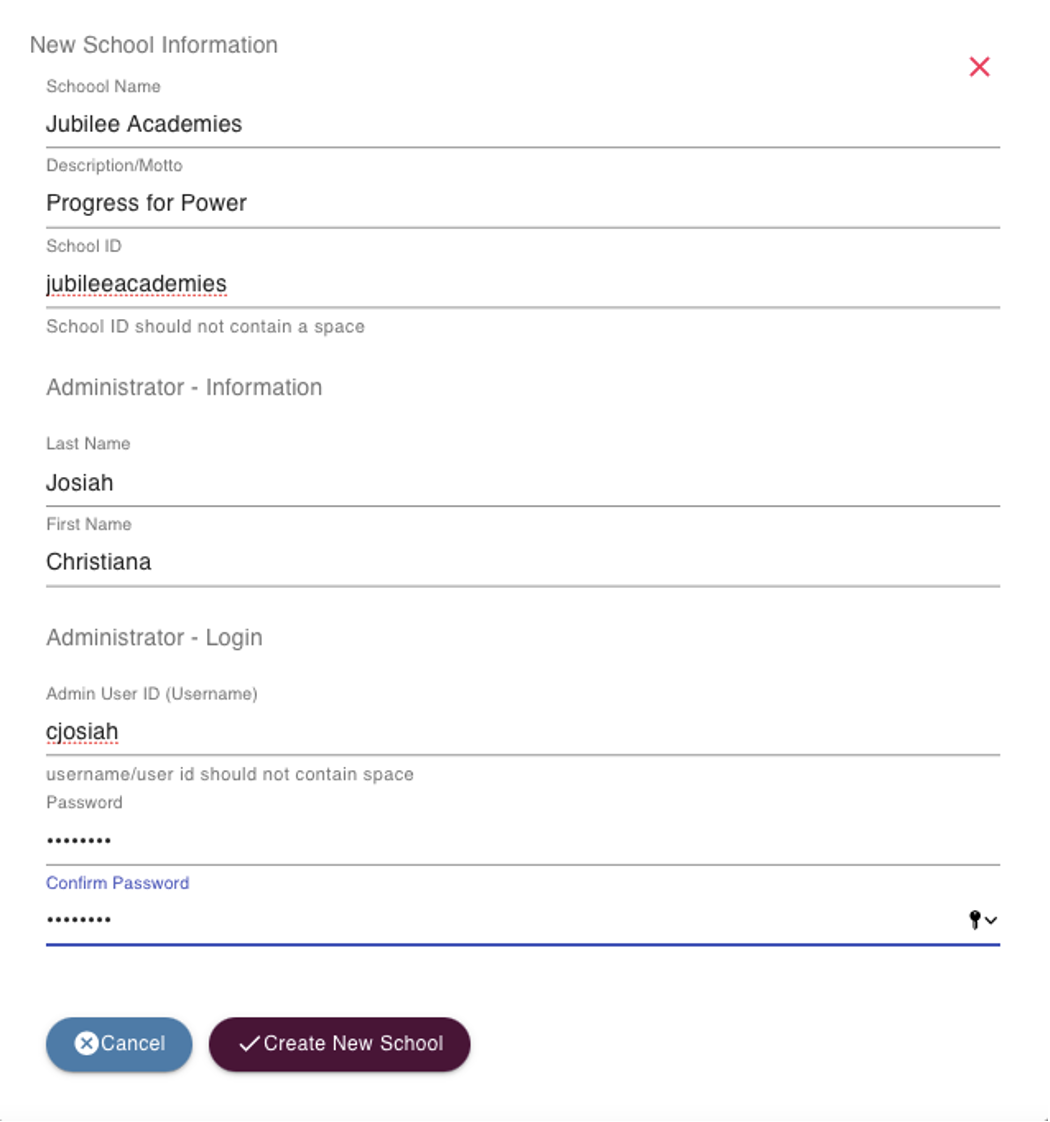 New School Information
Schoool Name
Jubilee Academies
Description/Motto
Progress for Power
School ID
jubileeacademies
School ID should not contain a space
Administrator - Information
Last Name
Josiah
First Name
Christiana
Administrator - Login
Admin User ID (Username)
cjosiah
username/user id should not contain space
Password
••••••••
Confirm Password
••••••••
Cancel
Create New School